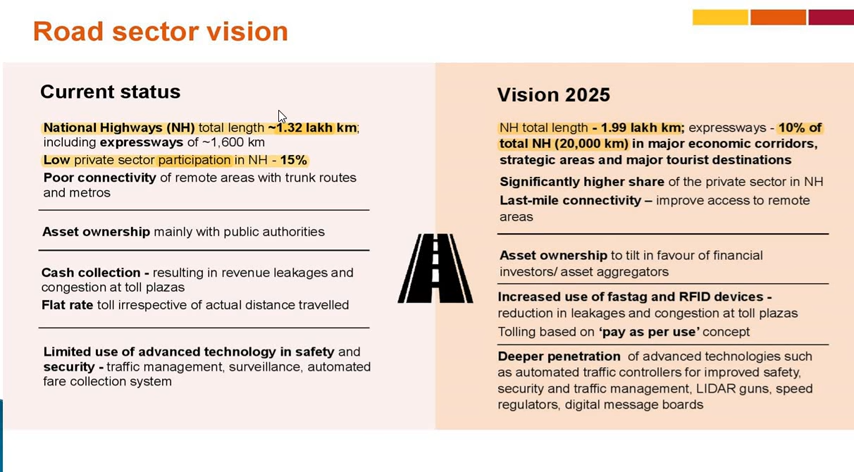 Road sector vision
Current status
National Highways (NH) total length ~1.32 lakh km;
including expressways of ~1,600 km
Low private sector participation in NH - 15%
Poor connectivity of remote areas with trunk routes
and metros
Asset ownership mainly with public authorities
Cash collection - resulting in revenue leakages and
congestion at toll plazas
Flat rate toll irrespective of actual distance travelled
Limited use of advanced technology in safety and
security - traffic management, surveillance, automated
fare collection system
Vision 2025
NH total length - 1.99 lakh km; expressways - 10% of
total NH (20,000 km) in major economic corridors,
strategic areas and major tourist destinations
Significantly higher share of the private sector in NH
Last-mile connectivity – improve access to remote
areas
Asset ownership to tilt in favour of financial
investors/ asset aggregators
Increased use of fastag and RFID devices -
reduction in leakages and congestion at toll plazas
Tolling based on ‘pay as per use’ concept
Deeper penetration of advanced technologies such
as automated traffic controllers for improved safety,
security and traffic management, LIDAR guns, speed
regulators, digital message boards